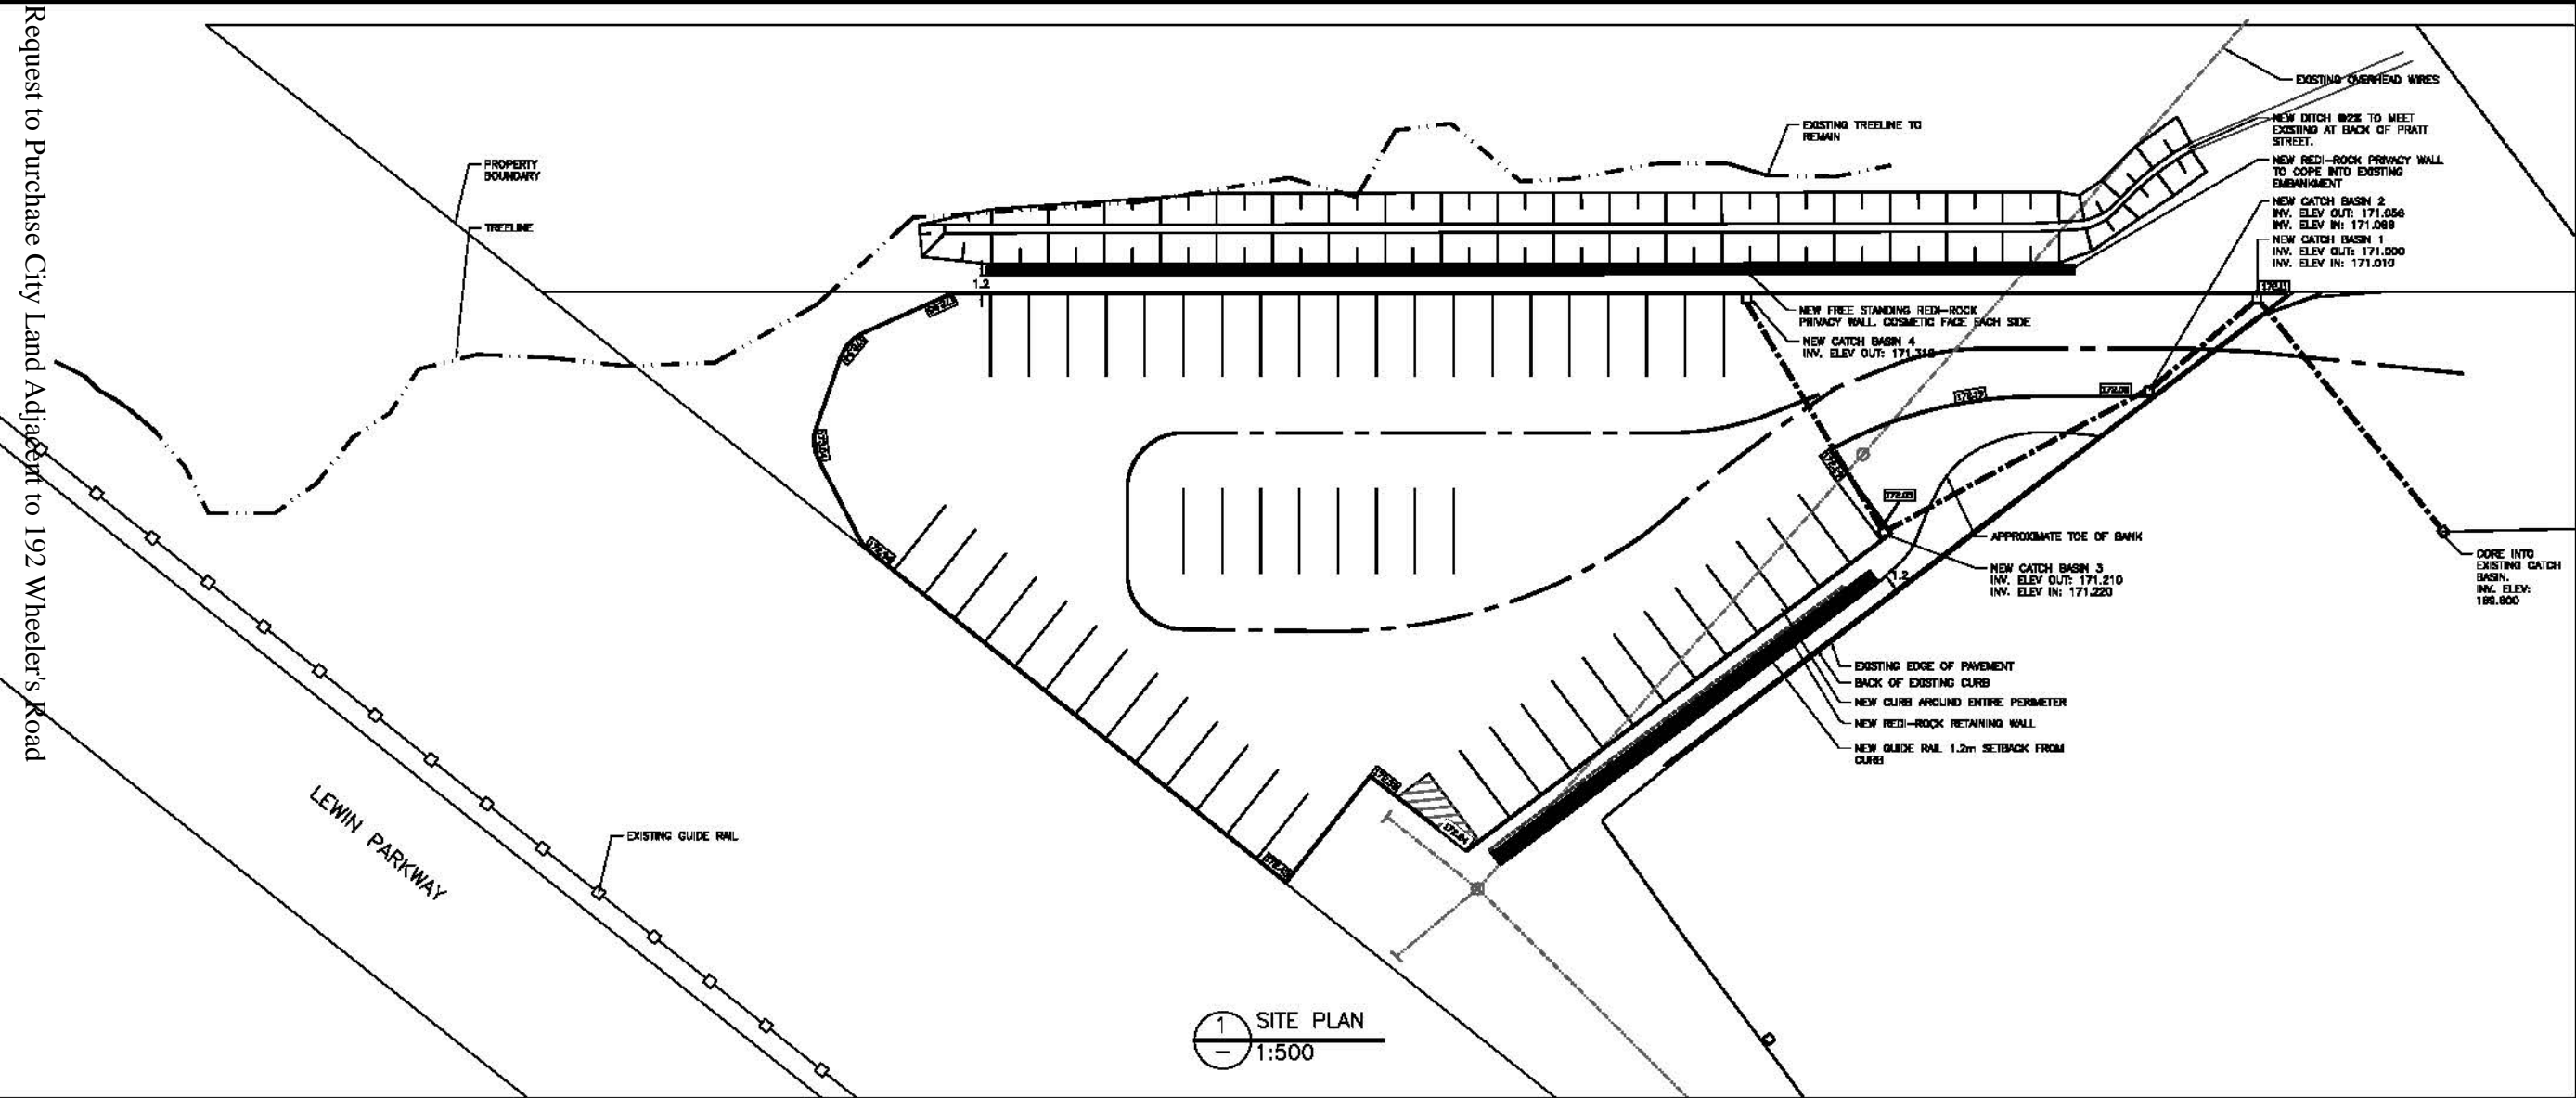 Request to Purchase City Land Adjacent to 192 Wheeler's Road
PROPERTY
BOUNDARY
TREELINE
EXISTING TREELINE TO
REMAIN
EXISTING OVERHEAD WIRES
NEW DITCH @2% TO MEET
EXISTING AT BACK OF PRATT
STREET.
NEW REDI-ROCK PRIVACY WALL
TO COPE INTO EXISTING
EMBANKMENT
NEW CATCH BASIN 2
INV. ELEV OUT: 171.056
INV. ELEV IN:
NEW CATCH BASIN 1
INV. ELEV OUT: 171.000
INV. ELEV IN: 171.010
1.2
NEW FREE STANDING REDI-ROCK
PRIVACY WALL. COSMETIC FACE EACH SIDE
NEW CATCH BASIN 4
INV. ELEV OUT:
172.03
APPROXIMATE TOE OF BANK
NEW CATCH BASIN 3
INV. ELEV OUT: 171.210
INV. ELEV IN: 171.220
1.2
CORE INTO
EXISTING CATCH
BASIN.
INV. ELEV:
EXISTING EDGE OF PAVEMENT
BACK OF EXISTING CURB
NEW CURB AROUND ENTIRE PERIMETER
NEW REDI-ROCK RETAINING WALL
NEW GUIDE RAIL 1.2m SETBACK FROM
CURB
LEWIN PARKWAY
EXISTING GUIDE RAIL
1
SITE PLAN
–
1:500